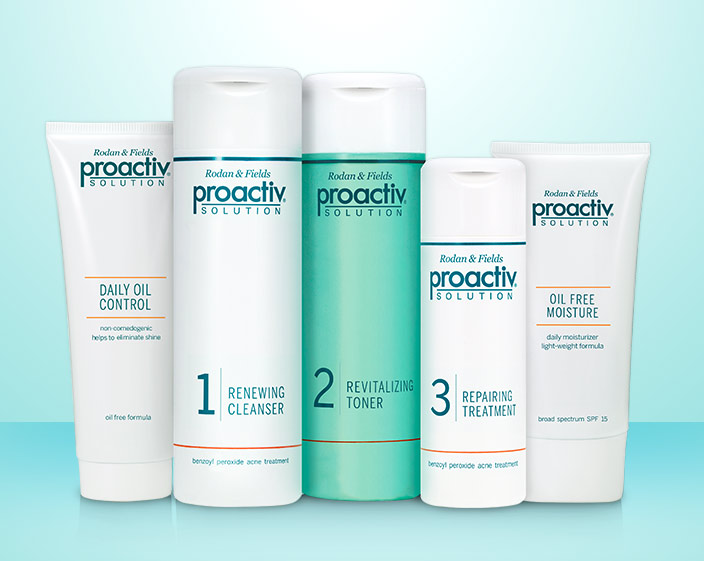 Rodan & Fields
proactiv®
SOLUTION
DAILY OIL
CONTROL
non-comedogenic
helps to eliminate shine
oil free formula
Rodan & Fields
proactiv®
SOLUTION
1 RENEWING
CLEANSER
benzoyl peroxide acne treatment
Rodan & Fields
proactiv®
SOLUTION
2 REVITALIZING
TONER
Rodan & Fields
proactiv®
SOLUTION
3 REPAIRING
TREATMENT
benzoyl peroxide acne treatment
Rodan & Fields
proactiv®
SOLUTION
OIL FREE
MOISTURE
daily moisturizer
light-weight formula
broad spectrum SPF 15